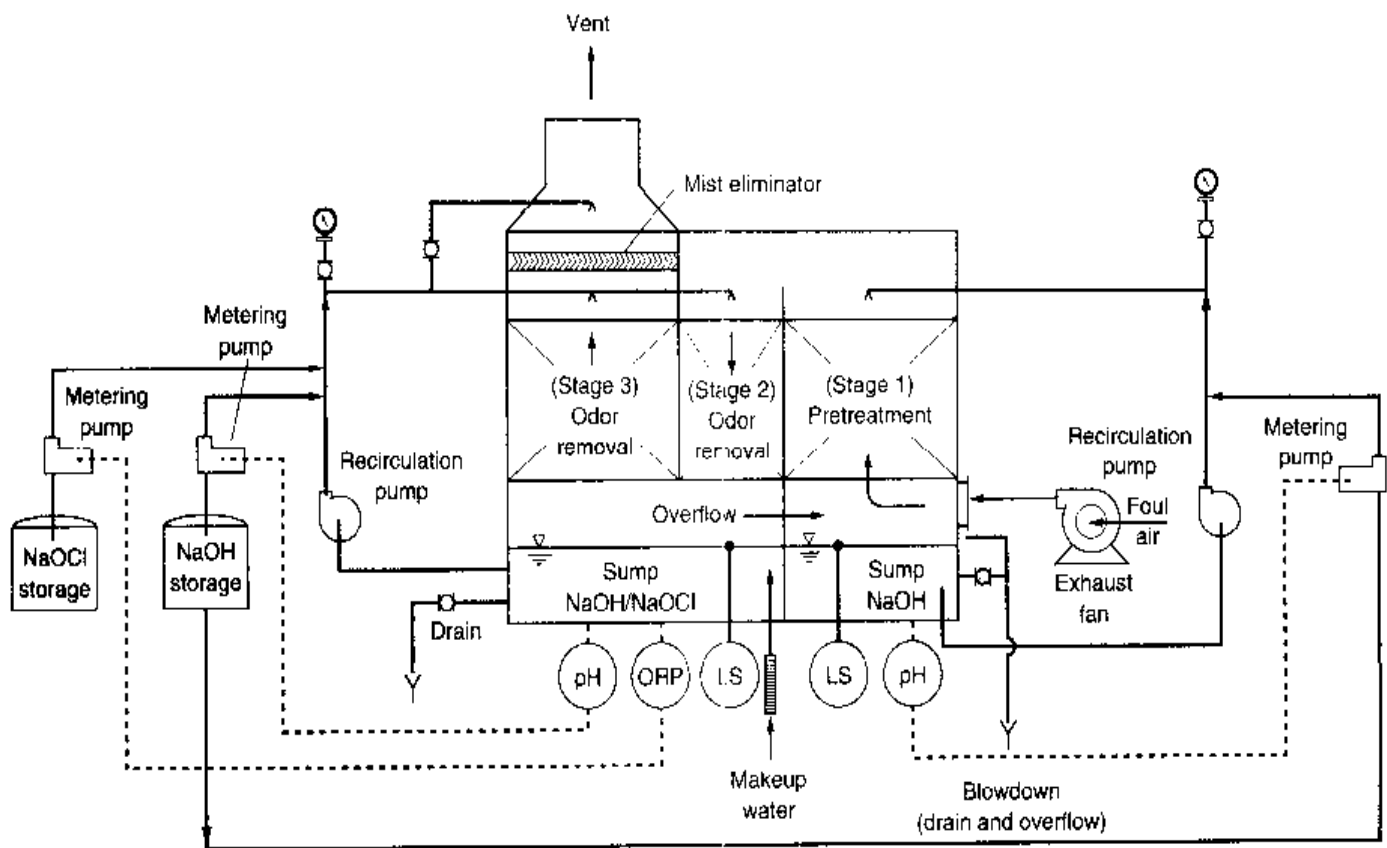 Vent
Mist eliminator
Metering
pump
Metering
pump
(Stage 3)
Odor
removal
(Stage 2)
Odor
removal
(Stage 1)
Pretreatment
Recirculation
pump
Recirculation
pump
Metering
pump
NaOCl
storage
NaOH
storage
Overflow
Foul
air
Exhaust
fan
Sump
NaOH/NaOCl
Sump
NaOH
Drain
pH
ORP
LS
LS
pH
Makeup
water
Blowdown
(drain and overflow)